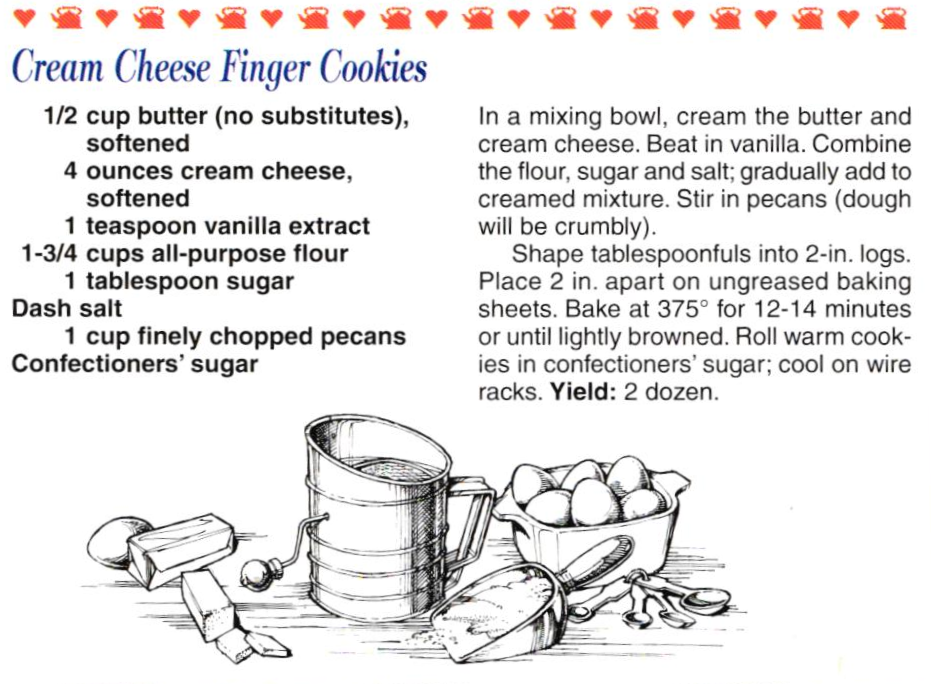 Cream Cheese Finger Cookies
1/2 cup butter (no substitutes),
softened
4 ounces cream cheese,
softened
1 teaspoon vanilla extract
1-3/4 cups all-purpose flour
1 tablespoon sugar
Dash salt
1 cup finely chopped pecans
Confectioners' sugar
In a mixing bowl, cream the butter and
cream cheese. Beat in vanilla. Combine
the flour, sugar and salt; gradually add to
creamed mixture. Stir in pecans (dough
will be crumbly).
Shape tablespoonfuls into 2-in. logs.
Place 2 in. apart on ungreased baking
sheets. Bake at 375° for 12-14 minutes
or until lightly browned. Roll warm cook-
ies in confectioners' sugar; cool on wire
racks. Yield: 2 dozen.